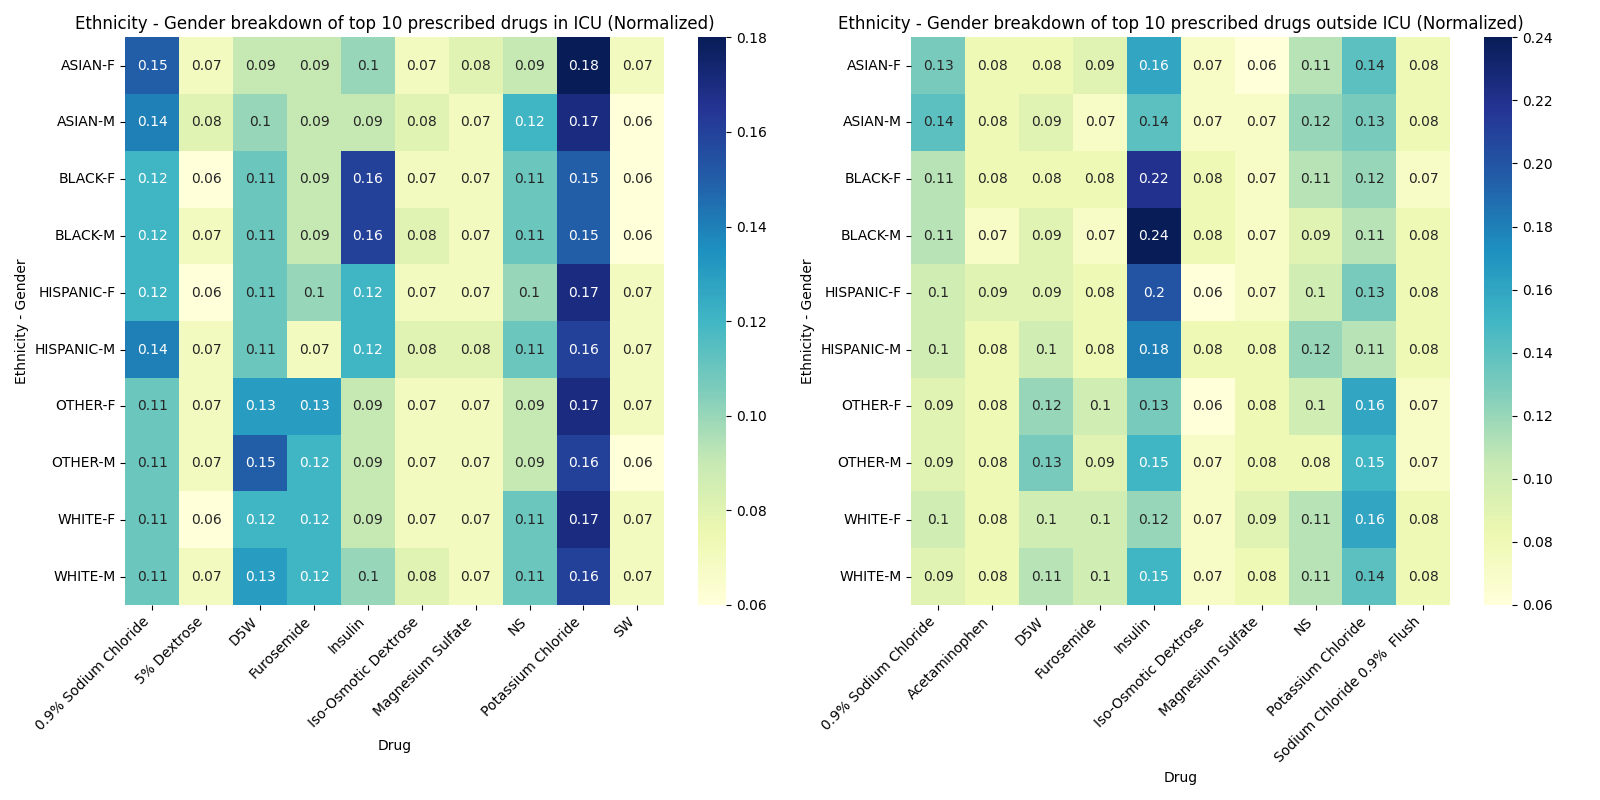 Ethnicity - Gender breakdown of top 10 prescribed drugs in ICU (Normalized)
Ethnicity - Gender
ASIAN-F 0.15 0.07 0.09 0.09 0.1 0.07 0.08 0.09 0.18 0.07
ASIAN-M 0.14 0.08 0.1 0.09 0.09 0.08 0.07 0.12 0.17 0.06
BLACK-F 0.12 0.06 0.11 0.09 0.16 0.07 0.07 0.11 0.15 0.06
BLACK-M 0.12 0.07 0.11 0.09 0.16 0.08 0.07 0.11 0.15 0.06
HISPANIC-F 0.12 0.06 0.11 0.1 0.12 0.07 0.07 0.1 0.17 0.07
HISPANIC-M 0.14 0.07 0.11 0.07 0.12 0.08 0.08 0.11 0.16 0.07
OTHER-F 0.11 0.07 0.13 0.13 0.09 0.07 0.07 0.09 0.17 0.07
OTHER-M 0.11 0.07 0.15 0.12 0.09 0.07 0.07 0.09 0.16 0.06
WHITE-F 0.11 0.06 0.12 0.12 0.09 0.07 0.07 0.11 0.17 0.07
WHITE-M 0.11 0.07 0.13 0.12 0.1 0.08 0.07 0.11 0.16 0.07
0.9% Sodium Chloride
5% Dextrose
D5W
Furosemide
Insulin
Iso-Osmotic Dextrose
Magnesium Sulfate
NS
Potassium Chloride
SW
Drug
0.18
0.16
0.14
0.12
0.10
0.08
0.06
Ethnicity - Gender breakdown of top 10 prescribed drugs outside ICU (Normalized)
Ethnicity - Gender
ASIAN-F 0.13 0.08 0.08 0.09 0.16 0.07 0.06 0.11 0.14 0.08
ASIAN-M 0.14 0.08 0.09 0.07 0.14 0.07 0.07 0.12 0.13 0.08
BLACK-F 0.11 0.08 0.08 0.08 0.22 0.08 0.07 0.11 0.12 0.07
BLACK-M 0.11 0.07 0.09 0.07 0.24 0.08 0.07 0.09 0.11 0.08
HISPANIC-F 0.1 0.09 0.09 0.08 0.2 0.06 0.07 0.1 0.13 0.08
HISPANIC-M 0.1 0.08 0.1 0.08 0.18 0.08 0.08 0.12 0.11 0.08
OTHER-F 0.09 0.08 0.12 0.1 0.13 0.06 0.08 0.1 0.16 0.07
OTHER-M 0.09 0.08 0.13 0.09 0.15 0.07 0.08 0.08 0.15 0.07
WHITE-F 0.1 0.08 0.1 0.1 0.12 0.07 0.09 0.11 0.16 0.08
WHITE-M 0.09 0.08 0.11 0.1 0.15 0.07 0.08 0.11 0.14 0.08
0.9% Sodium Chloride
Acetaminophen
D5W
Furosemide
Insulin
Iso-Osmotic Dextrose
Magnesium Sulfate
NS
Potassium Chloride
Sodium Chloride 0.9%  Flush
Drug
0.24
0.22
0.20
0.18
0.16
0.14
0.12
0.10
0.08
0.06